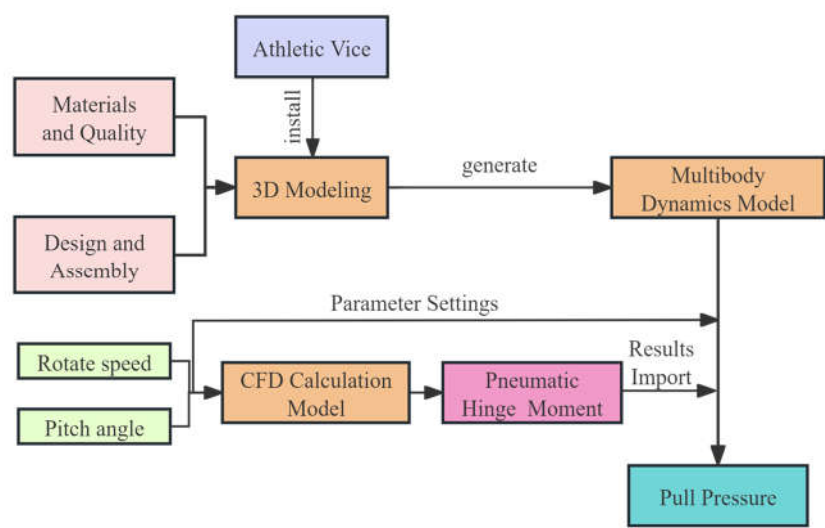 Athletic Vice
Materials
and Quality
install
3D Modeling
generate
Multibody
Dynamics Model
Design and
Assembly
Parameter Settings
Rotate speed
Pitch angle
CFD Calculation
Model
Pneumatic
Hinge Moment
Results
Import
Pull Pressure